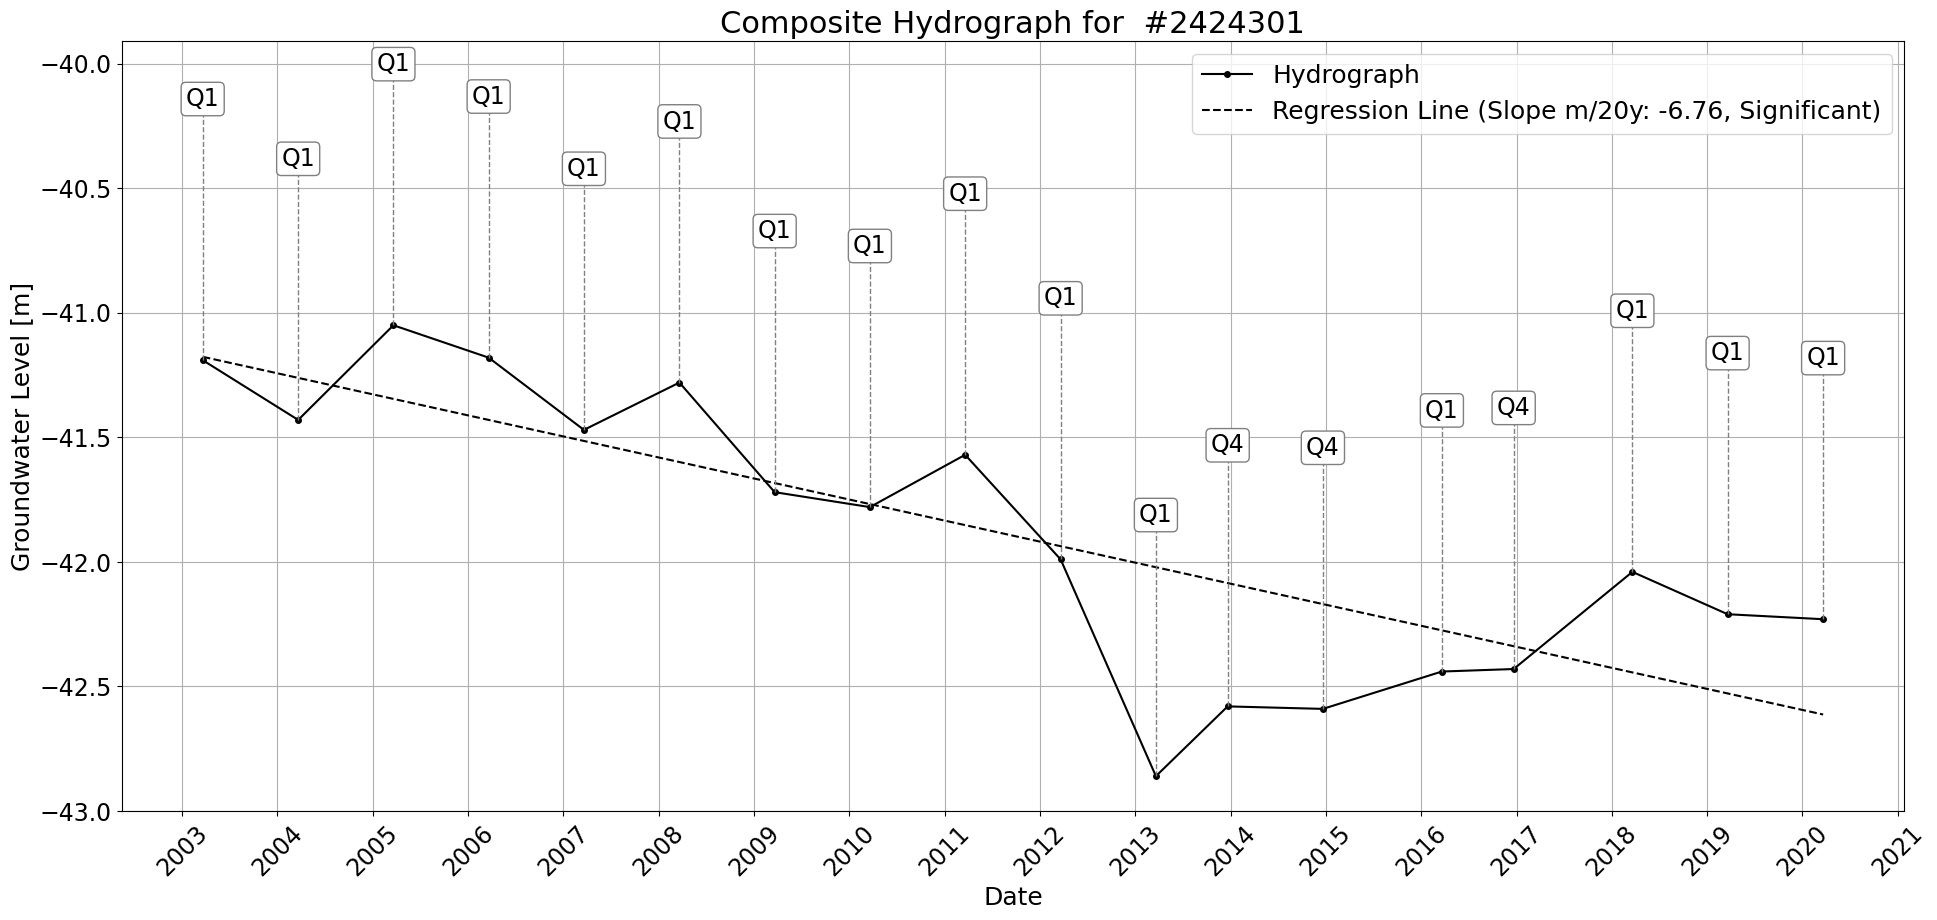 Composite Hydrograph for  #2424301
Hydrograph
Regression Line (Slope m/20y: -6.76, Significant)
Groundwater Level [m]
−40.0
−40.5
−41.0
−41.5
−42.0
−42.5
−43.0
Q1
Q1
Q1
Q1
Q1
Q1
Q1
Q1
Q1
Q1
Q1
Q4
Q4
Q1
Q4
Q1
Q1
Q1
2003
2004
2005
2006
2007
2008
2009
2010
2011
2012
2013
2014
2015
2016
2017
2018
2019
2020
2021
Date